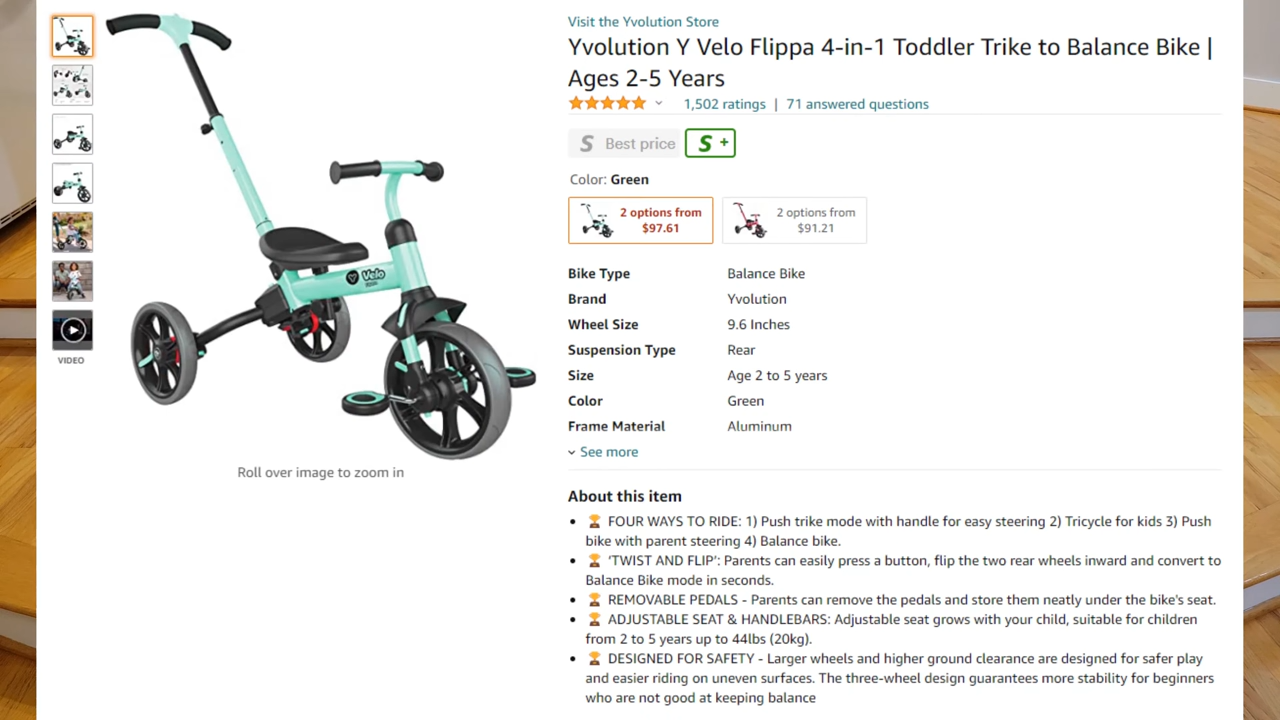 Visit the Yvolution Store
Yvolution Y Velo Flippa 4-in-1 Toddler Trike to Balance Bike |
Ages 2-5 Years
1,502 ratings | 71 answered questions
S Best price S +
Color: Green
2 options from
$97.61
2 options from
$91.21
Bike Type Balance Bike
Brand Yvolution
Wheel Size 9.6 Inches
Suspension Type Rear
Size Age 2 to 5 years
Color Green
Frame Material Aluminum
See more
Velo
VIDEO
Roll over image to zoom in
About this item
• 🏆 FOUR WAYS TO RIDE: 1) Push trike mode with handle for easy steering 2) Tricycle for kids 3) Push
bike with parent steering 4) Balance bike.
• 🏆 ‘TWIST AND FLIP’: Parents can easily press a button, flip the two rear wheels inward and convert to
Balance Bike mode in seconds.
• 🏆 REMOVABLE PEDALS - Parents can remove the pedals and store them neatly under the bike's seat.
• 🏆 ADJUSTABLE SEAT & HANDLEBARS: Adjustable seat grows with your child, suitable for children
from 2 to 5 years up to 44lbs (20kg).
• 🏆 DESIGNED FOR SAFETY - Larger wheels and higher ground clearance are designed for safer play
and easier riding on uneven surfaces. The three-wheel design guarantees more stability for beginners
who are not good at keeping balance